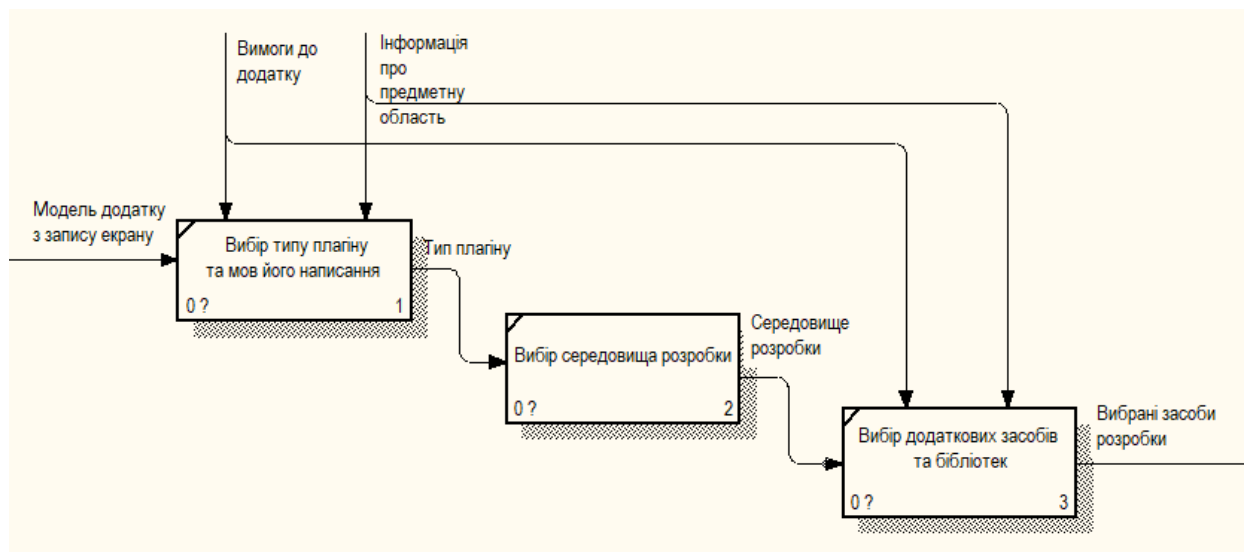 Вимоги до
додатку
Інформація
про
предметну
область
Модель додатку
з запису екрану
Вибір типу плагіну
та мов його написання
0 ?
1
Тип плагіну
Вибір середовища розробки
0 ?
2
Середовище
розробки
Вибір додаткових засобів
та бібліотек
0 ?
3
Вибрані засоби
розробки